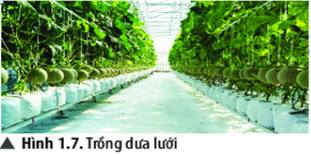 ▲ Hình 1.7. Trồng dưa lưới